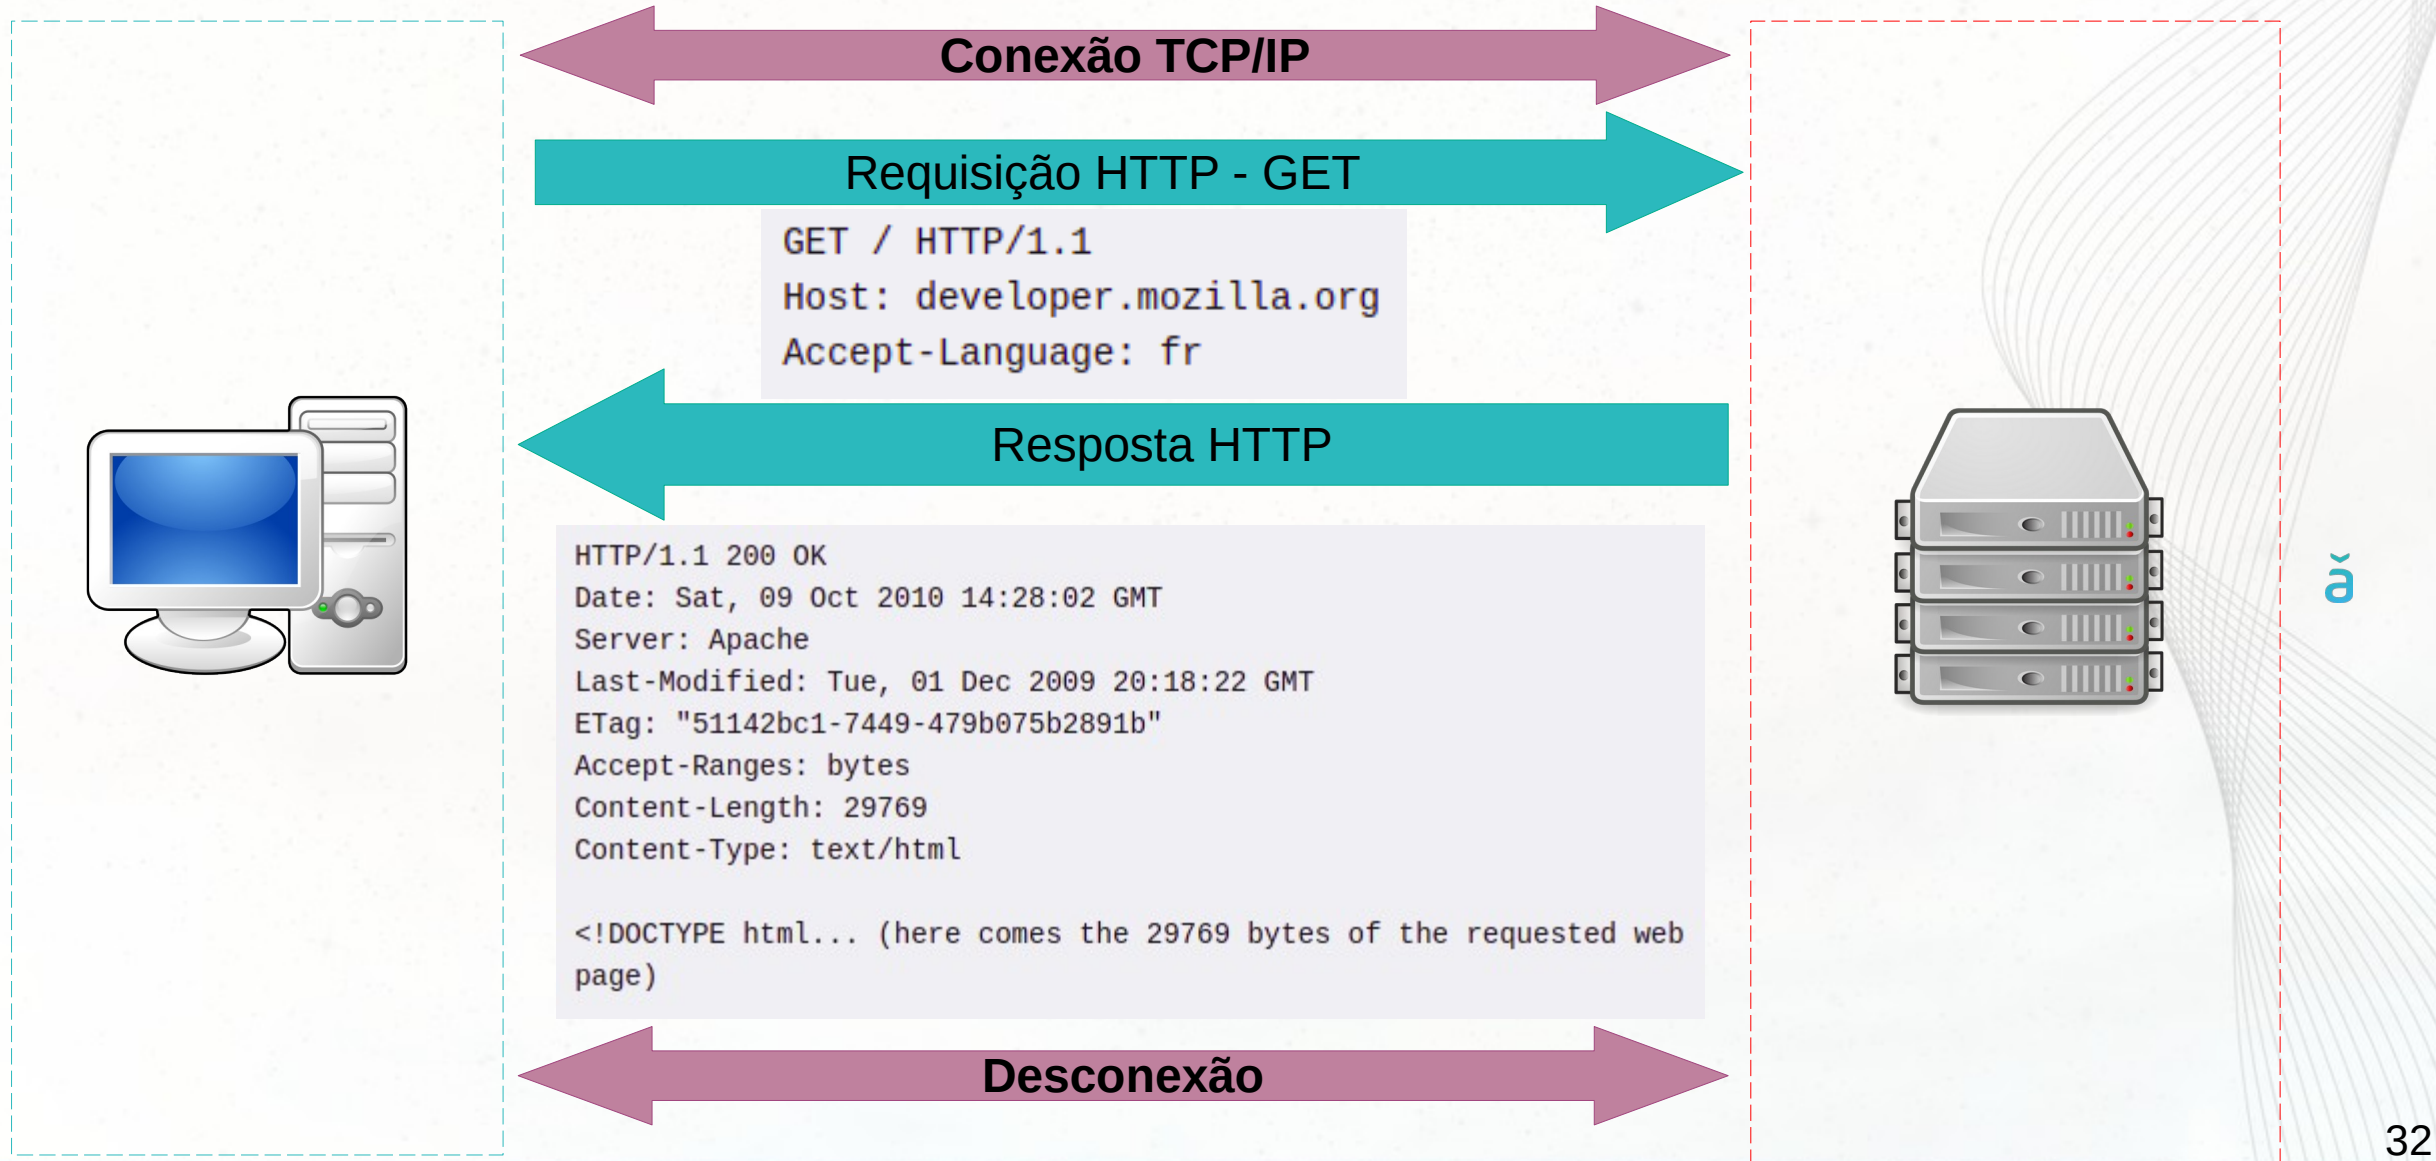 Conexão TCP/IP
Requisição HTTP - GET
GET / HTTP/1.1
Host: developer.mozilla.org
Accept-Language: fr
Resposta HTTP
HTTP/1.1 200 OK
Date: Sat, 09 Oct 2010 14:28:02 GMT
Server: Apache
Last-Modified: Tue, 01 Dec 2009 20:18:22 GMT
ETag: "51142bc1-7449-479b075b2891b"
Accept-Ranges: bytes
Content-Length: 29769
Content-Type: text/html
<!DOCTYPE html... (here comes the 29769 bytes of the requested web
page)
ă
Desconexão
32